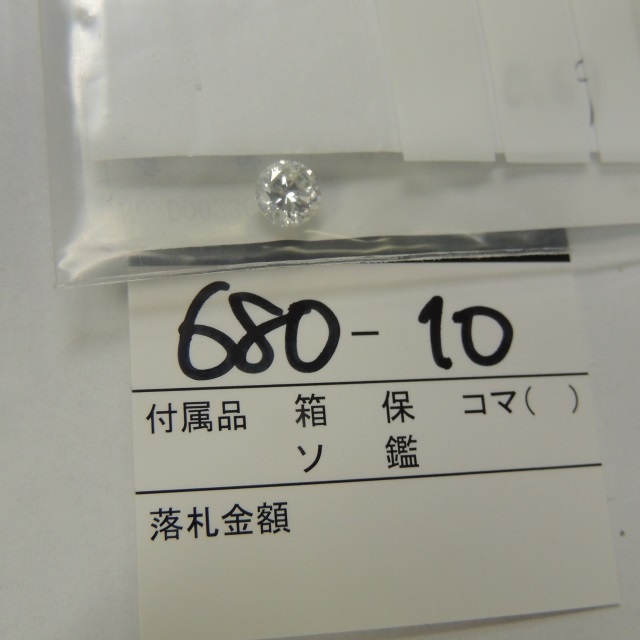 680-10
付属品 箱 保 コマ( )
ソ 鑑
落札金額